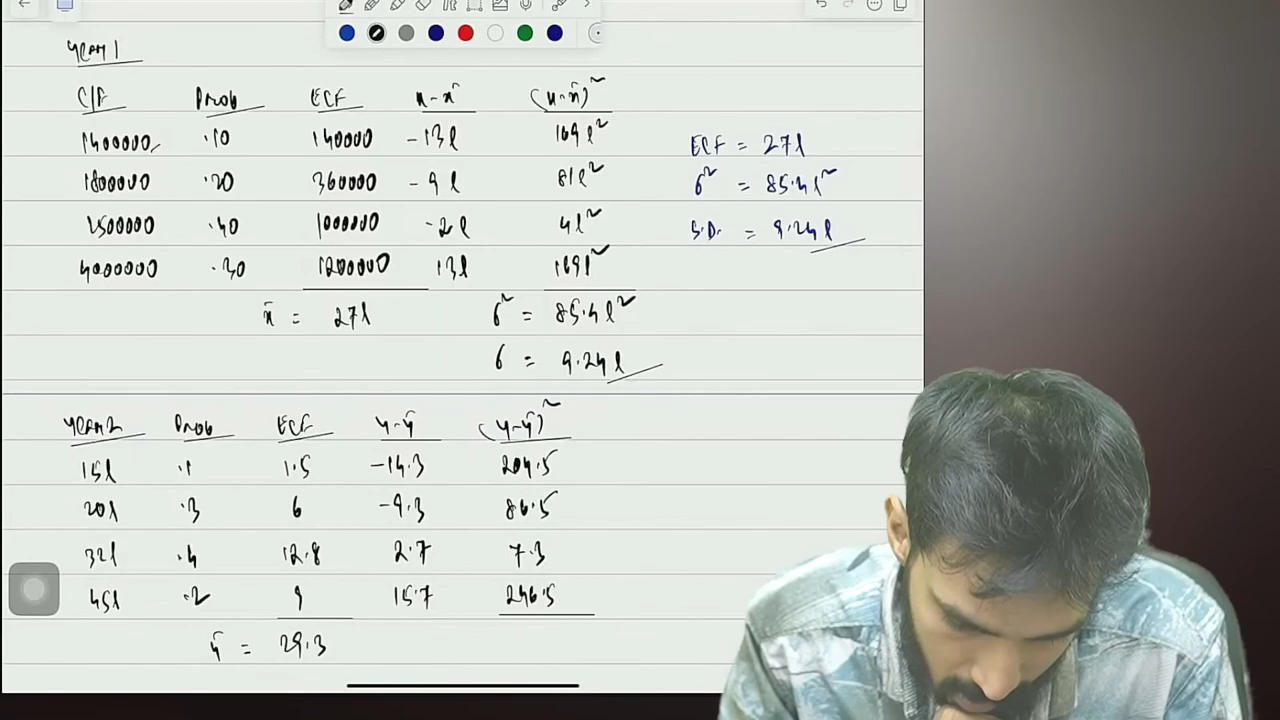 YEAR 1
C/F Prob ECF x-x̄ (x-x̄)²
1400000 .10 140000 -13l 169l²
1800000 .20 360000 -9l 81l²
2500000 .40 1000000 -2l 4l²
4000000 .30 1200000 13l 169l²
x̄ = 27l σ² = 85.4l²
σ = 9.24l
ECF = 27l
σ² = 85.4l²
S.D. = 9.24l
YEAR 2 Prob ECF y-ȳ (y-ȳ)²
15l .1 1.5 -14.3 204.5
20l .3 6 -9.3 86.5
32l .4 12.8 2.7 7.3
45l .2 9 15.7 246.5
ȳ = 29.3